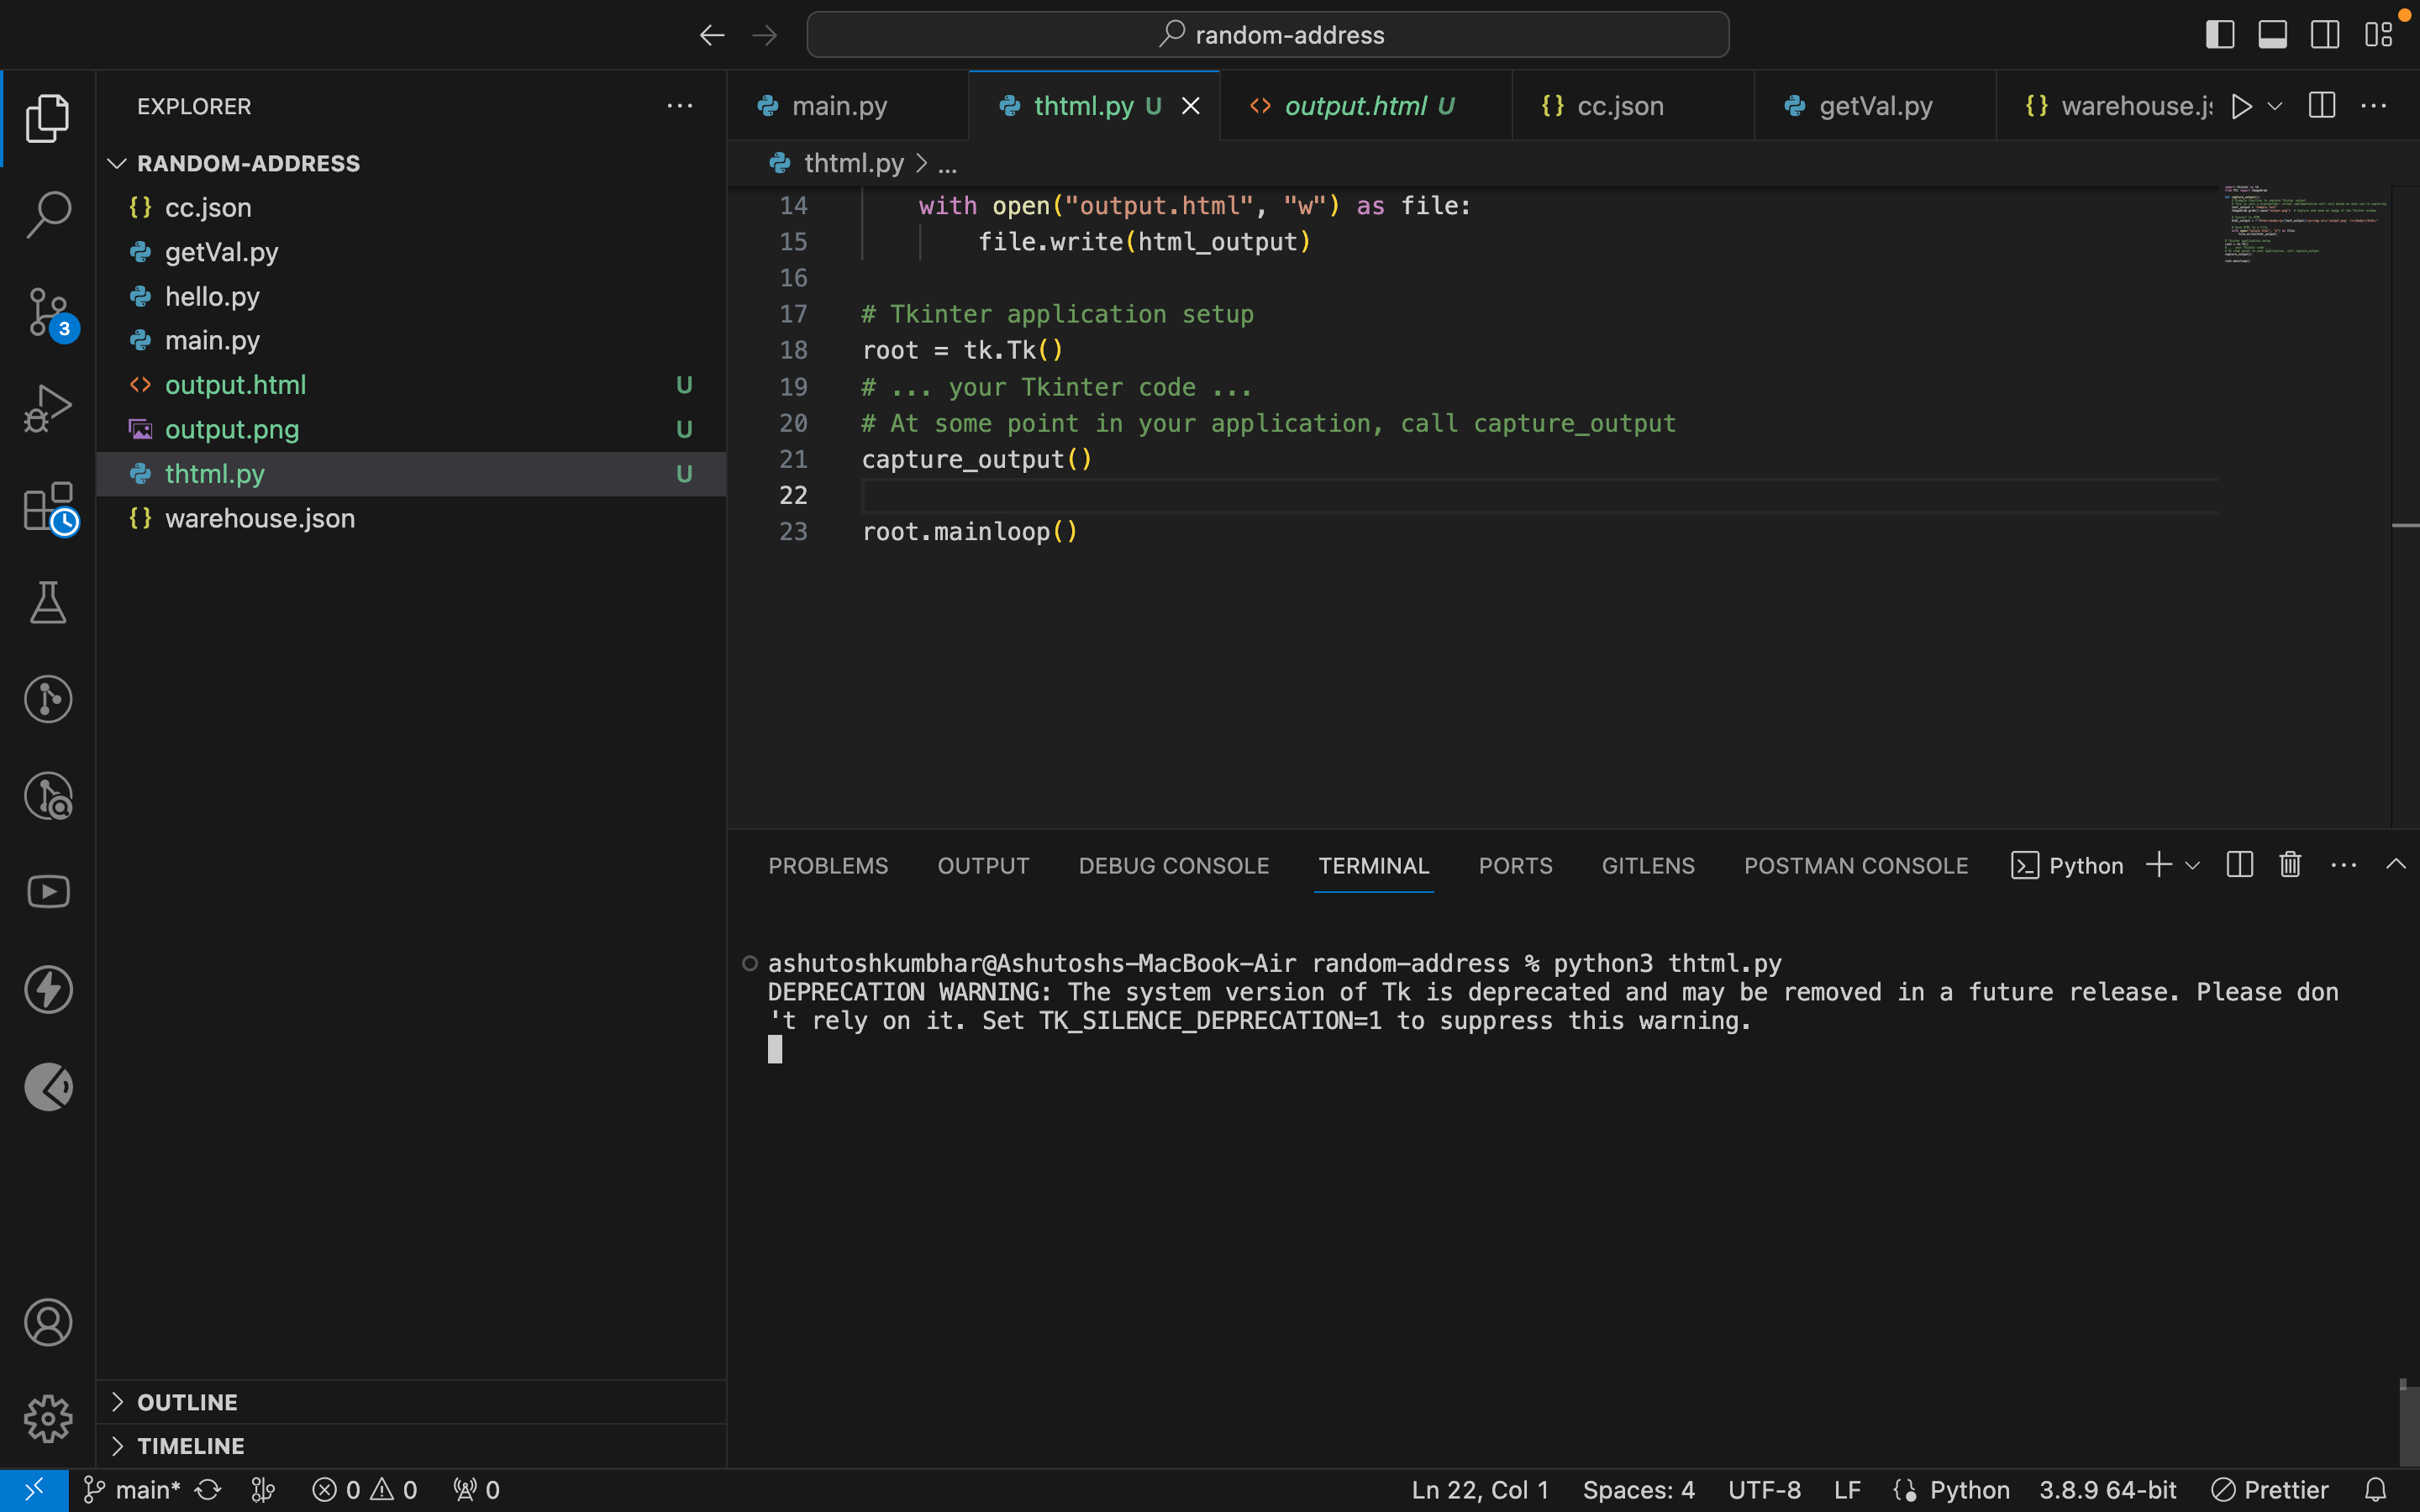 random-address
EXPLORER
RANDOM-ADDRESS
cc.json
getVal.py
hello.py
main.py
output.html U
output.png U
thtml.py U
warehouse.json
OUTLINE
TIMELINE
3
main.py
thtml.py U
output.html U
cc.json
getVal.py
warehouse.js
thtml.py > ...
14 with open("output.html", "w") as file:
15 file.write(html_output)
16
17 # Tkinter application setup
18 root = tk.Tk()
19 # ... your Tkinter code ...
20 # At some point in your application, call capture_output
21 capture_output()
22
23 root.mainloop()
PROBLEMS OUTPUT DEBUG CONSOLE TERMINAL PORTS GITLENS POSTMAN CONSOLE Python
ashutoshkumbhar@Ashutoshs-MacBook-Air random-address % python3 thtml.py
DEPRECATION WARNING: The system version of Tk is deprecated and may be removed in a future release. Please don
't rely on it. Set TK_SILENCE_DEPRECATION=1 to suppress this warning.
main* 0 0 0 Ln 22, Col 1 Spaces: 4 UTF-8 LF Python 3.8.9 64-bit Prettier